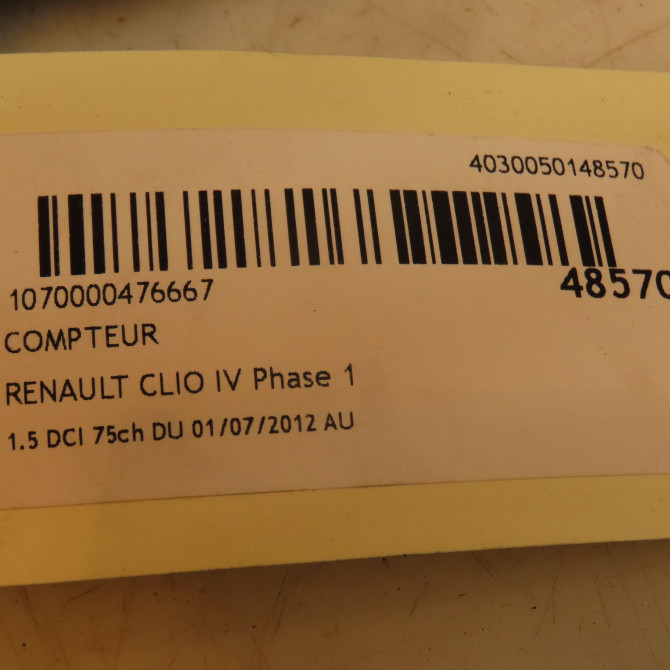 4030050148570
1070000476667
48570
COMPTEUR
RENAULT CLIO IV Phase 1
1.5 DCI 75ch DU 01/07/2012 AU